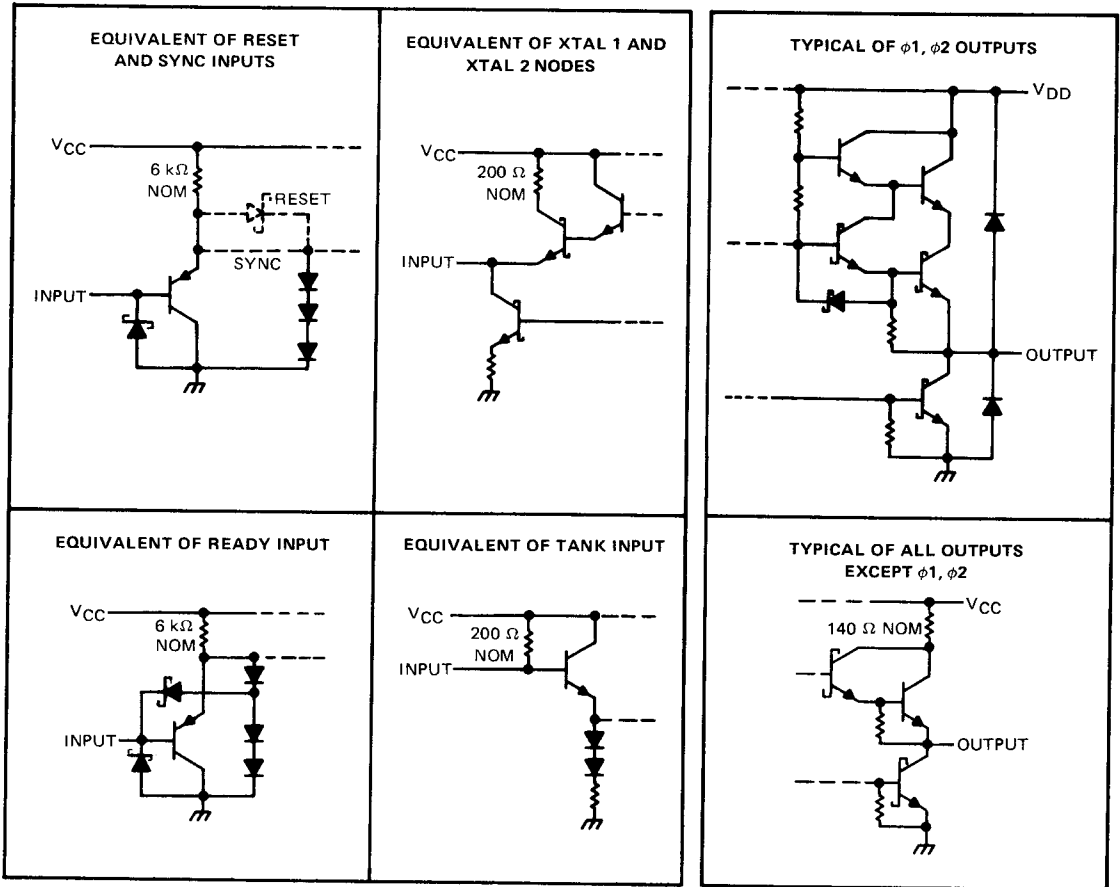 EQUIVALENT OF RESET
AND SYNC INPUTS
VCC
6 kΩ
NOM
RESET
SYNC
INPUT
EQUIVALENT OF XTAL 1 AND
XTAL 2 NODES
VCC
200 Ω
NOM
INPUT
TYPICAL OF ϕ1, ϕ2 OUTPUTS
VDD
OUTPUT
EQUIVALENT OF READY INPUT
VCC
6 kΩ
NOM
INPUT
EQUIVALENT OF TANK INPUT
VCC
200 Ω
NOM
INPUT
TYPICAL OF ALL OUTPUTS
EXCEPT ϕ1, ϕ2
VCC
140 Ω NOM
OUTPUT